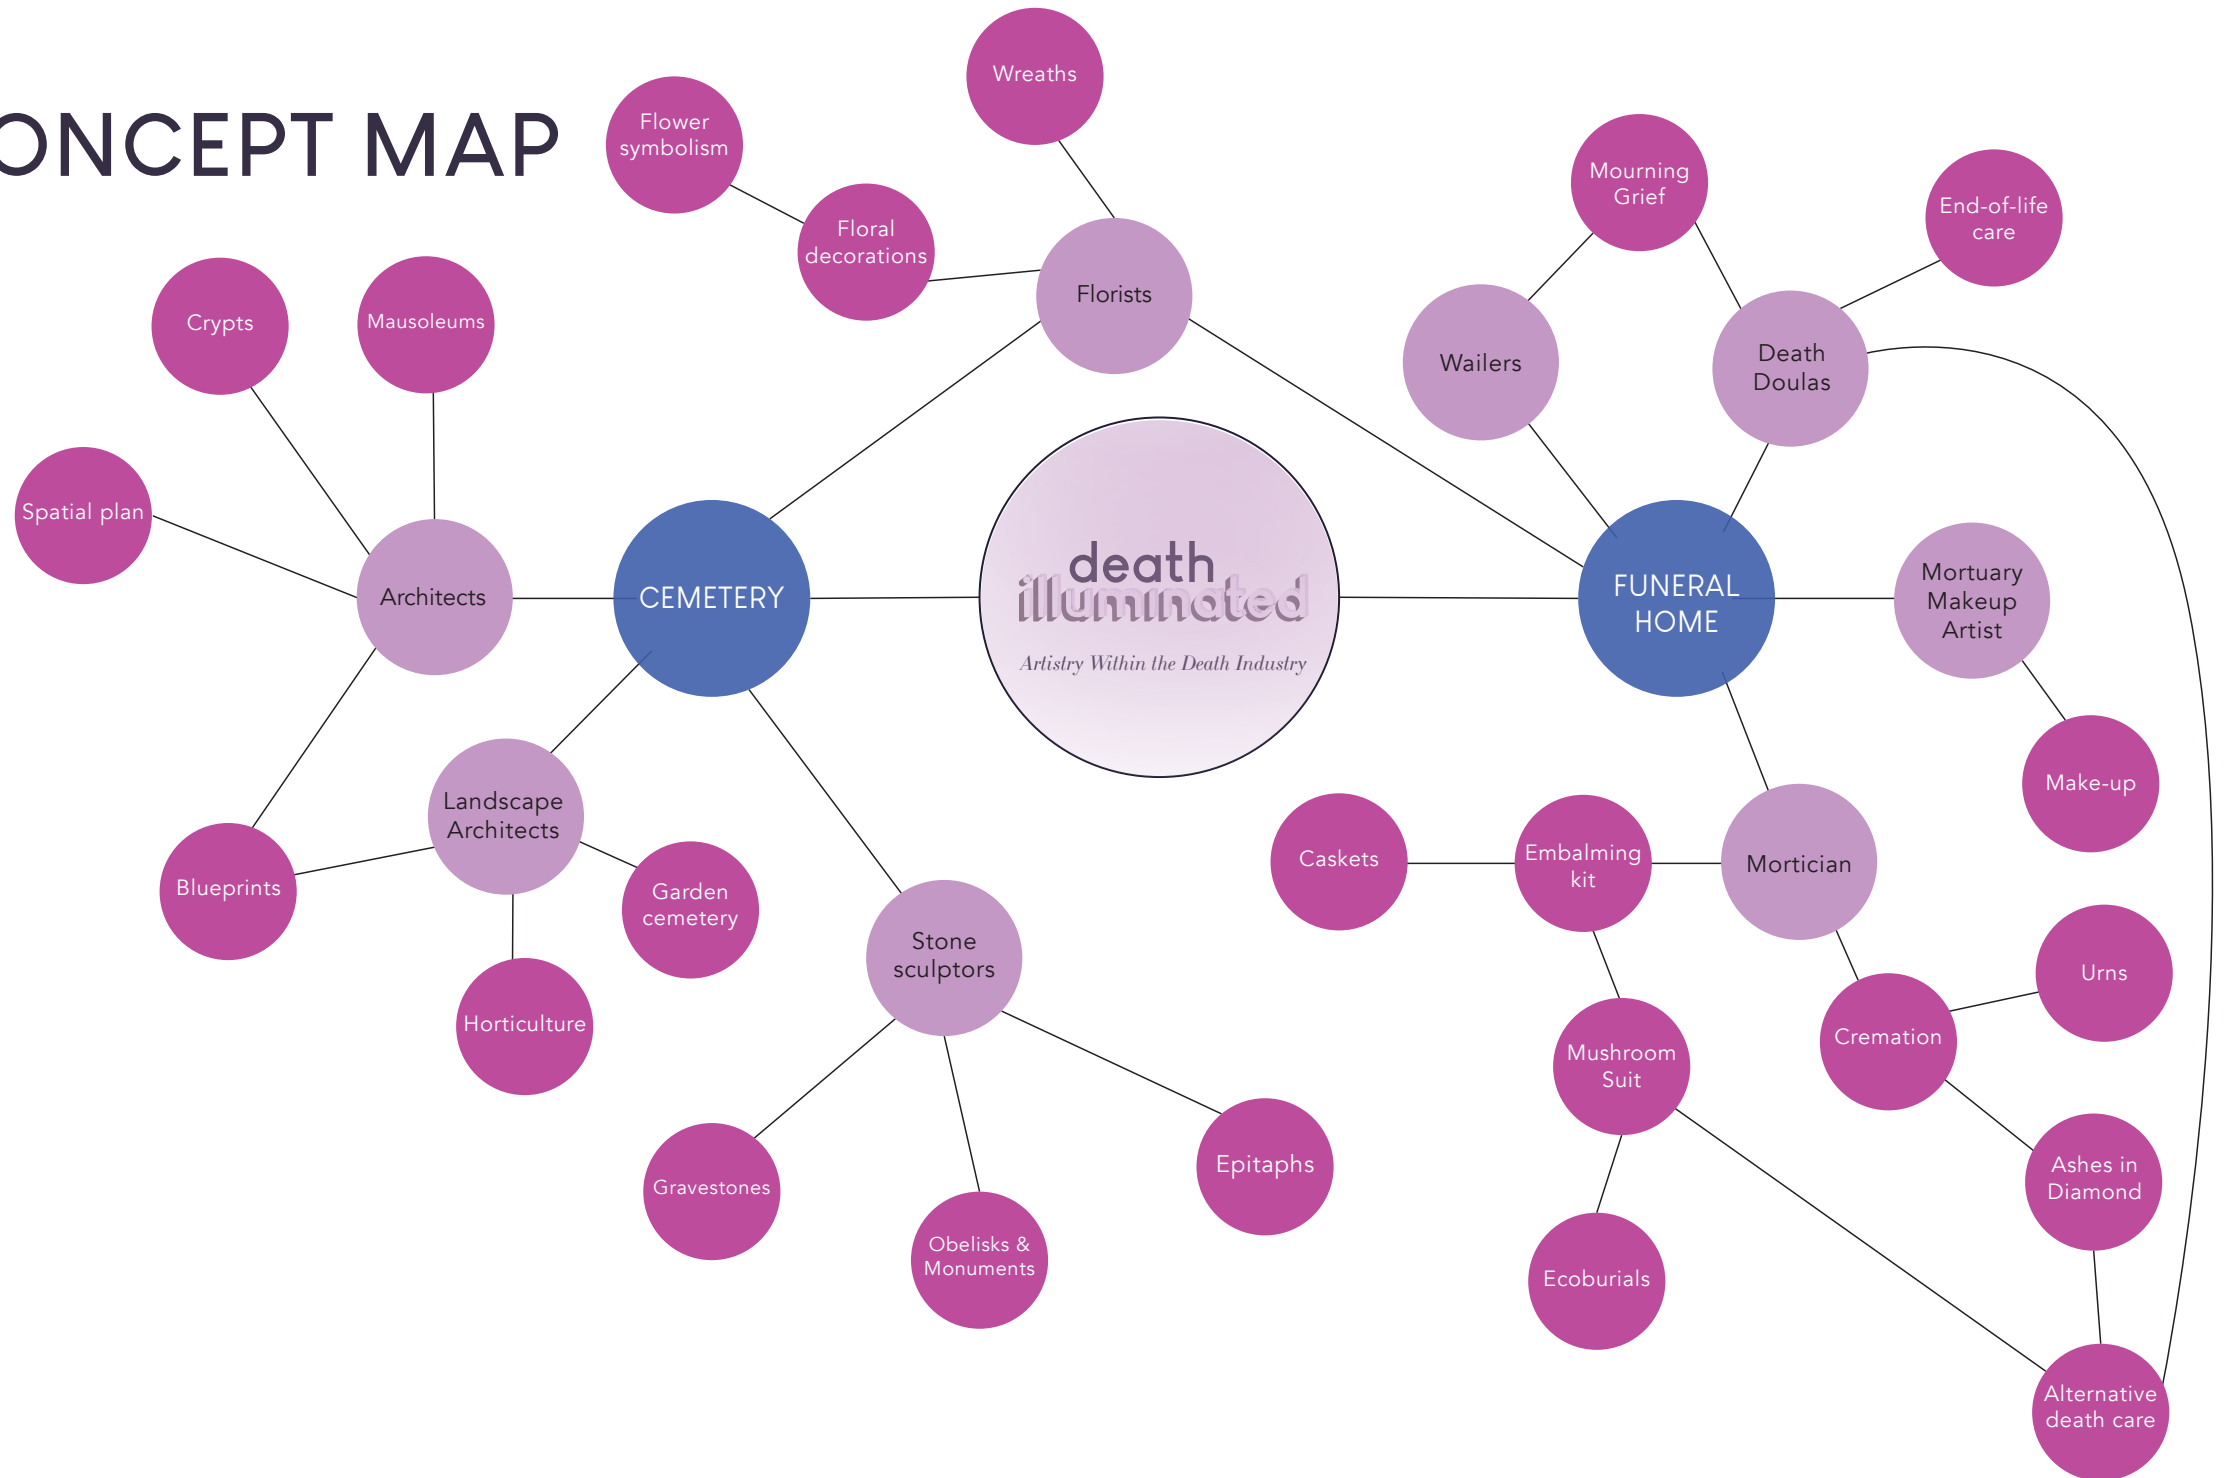 ONCEPT MAP
Wreaths
Flower
symbolism
Floral
decorations
Florists
Mourning
Grief
End-of-life
care
Wailers
Death
Doulas
Crypts
Mausoleums
Spatial plan
Architects
CEMETERY
death
illuminated
Artistry Within the Death Industry
FUNERAL
HOME
Mortuary
Makeup
Artist
Make-up
Landscape
Architects
Blueprints
Garden
cemetery
Horticulture
Stone
sculptors
Gravestones
Obelisks &
Monuments
Epitaphs
Caskets
Embalming
kit
Mortician
Urns
Cremation
Mushroom
Suit
Ashes in
Diamond
Ecoburials
Alternative
death care